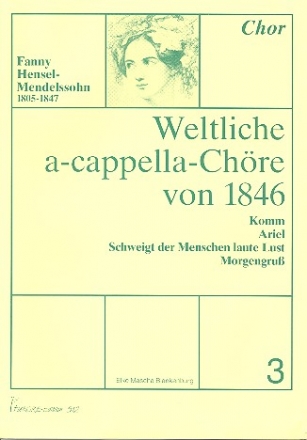 Chor
Fanny
Hensel-
Mendelssohn
1805-1847
Weltliche
a-cappella-Chöre
von 1846
Komm
Ariel
Schweigt der Menschen laute Lust
Morgengruß
Elke Mascha Blankenburg
3